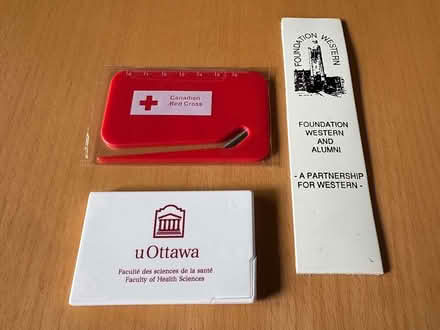 Canadian
Red Cross
FOUNDATION WESTERN
FOUNDATION
WESTERN
AND
ALUMNI
- A PARTNERSHIP
FOR WESTERN -
uOttawa
Faculté des sciences de la santé
Faculty of Health Sciences